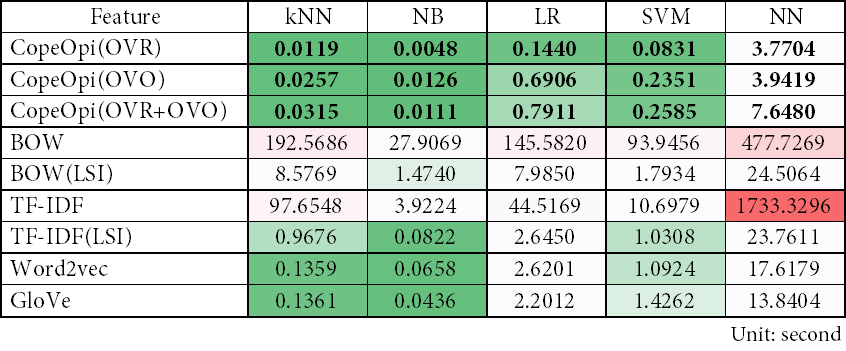 Feature kNN NB LR SVM NN
CopeOpi(OVR) 0.0119 0.0048 0.1440 0.0831 3.7704
CopeOpi(OVO) 0.0257 0.0126 0.6906 0.2351 3.9419
CopeOpi(OVR+OVO) 0.0315 0.0111 0.7911 0.2585 7.6480
BOW 192.5686 27.9069 145.5820 93.9456 477.7269
BOW(LSI) 8.5769 1.4740 7.9850 1.7934 24.5064
TF-IDF 97.6548 3.9224 44.5169 10.6979 1733.3296
TF-IDF(LSI) 0.9676 0.0822 2.6450 1.0308 23.7611
Word2vec 0.1359 0.0658 2.6201 1.0924 17.6179
GloVe 0.1361 0.0436 2.2012 1.4262 13.8404
Unit: second